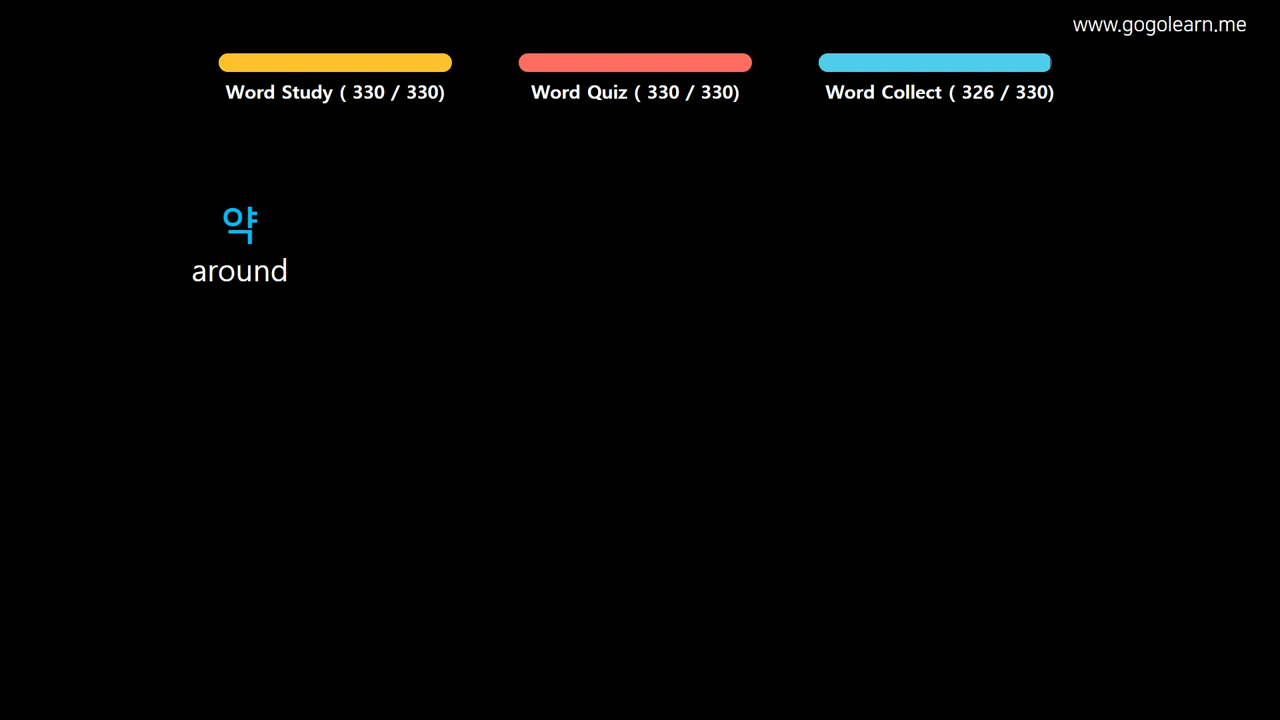 www.gogolearn.me
Word Study ( 330 / 330)
Word Quiz ( 330 / 330)
Word Collect ( 326 / 330)
약
around